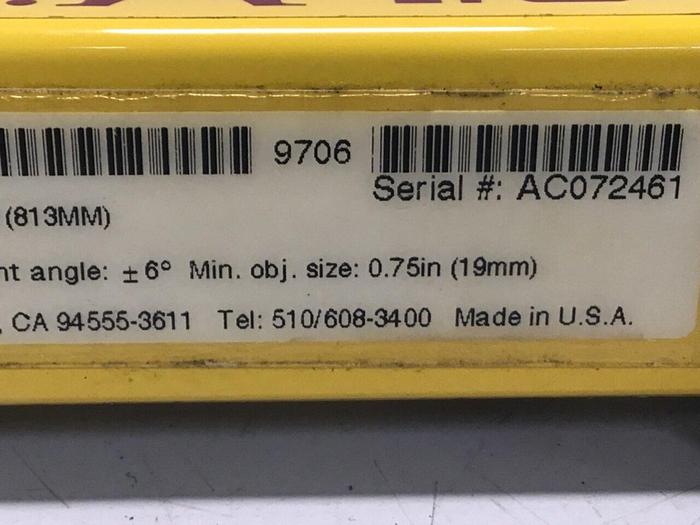 9706
Serial #: AC072461
(813MM)
nt angle: ± 6° Min. obj. size: 0.75in (19mm)
, CA 94555-3611 Tel: 510/608-3400 Made in U.S.A.